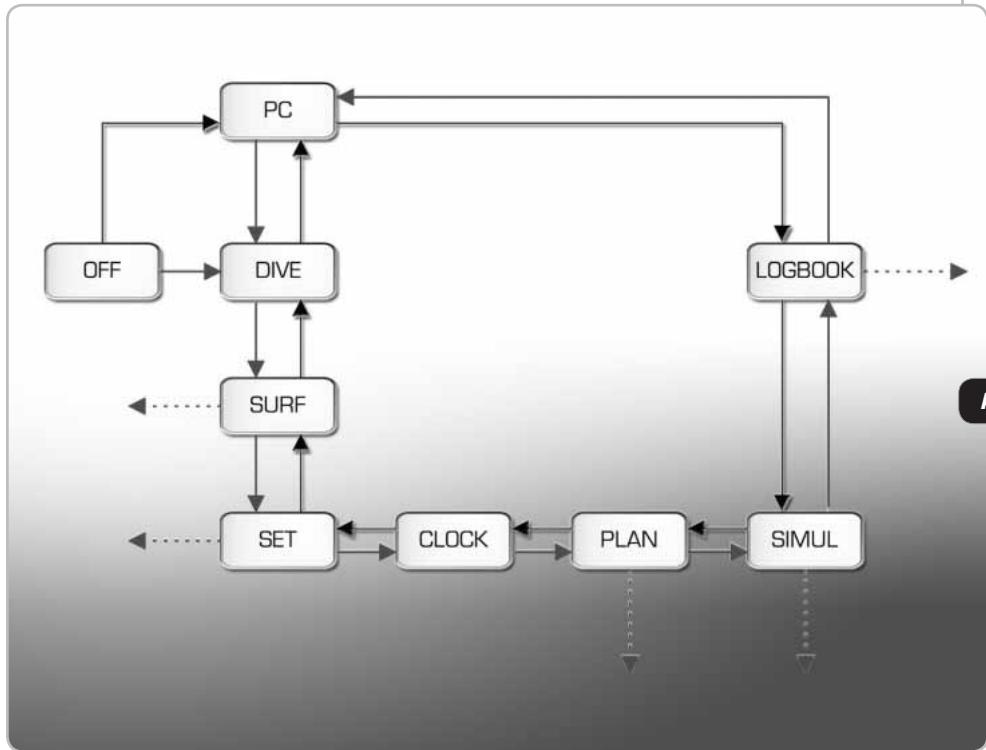 PC
OFF
DIVE
LOGBOOK
SURF
SET
CLOCK
PLAN
SIMUL